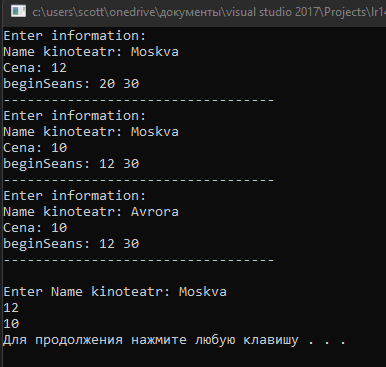 c:\users\scott\onedrive\документы\visual studio 2017\Projects\lr1
Enter information:
Name kinoteatr: Moskva
Cena: 12
beginSeans: 20 30
---------------------------------
Enter information:
Name kinoteatr: Moskva
Cena: 10
beginSeans: 12 30
---------------------------------
Enter information:
Name kinoteatr: Avrora
Cena: 10
beginSeans: 12 30
---------------------------------
Enter Name kinoteatr: Moskva
12
10
Для продолжения нажмите любую клавишу . . .